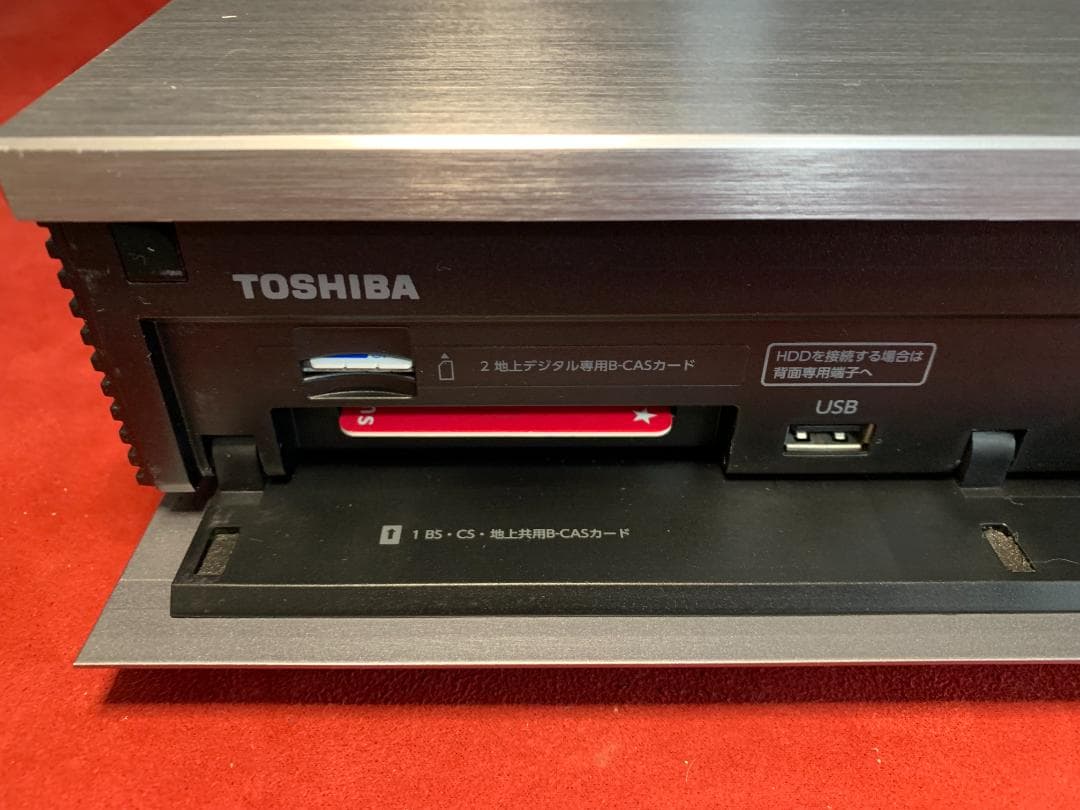 TOSHIBA
2 地上デジタル専用B-CASカード
HDDを接続する場合は
背面専用端子へ
USB
1 BS・CS・地上共用B-CASカード